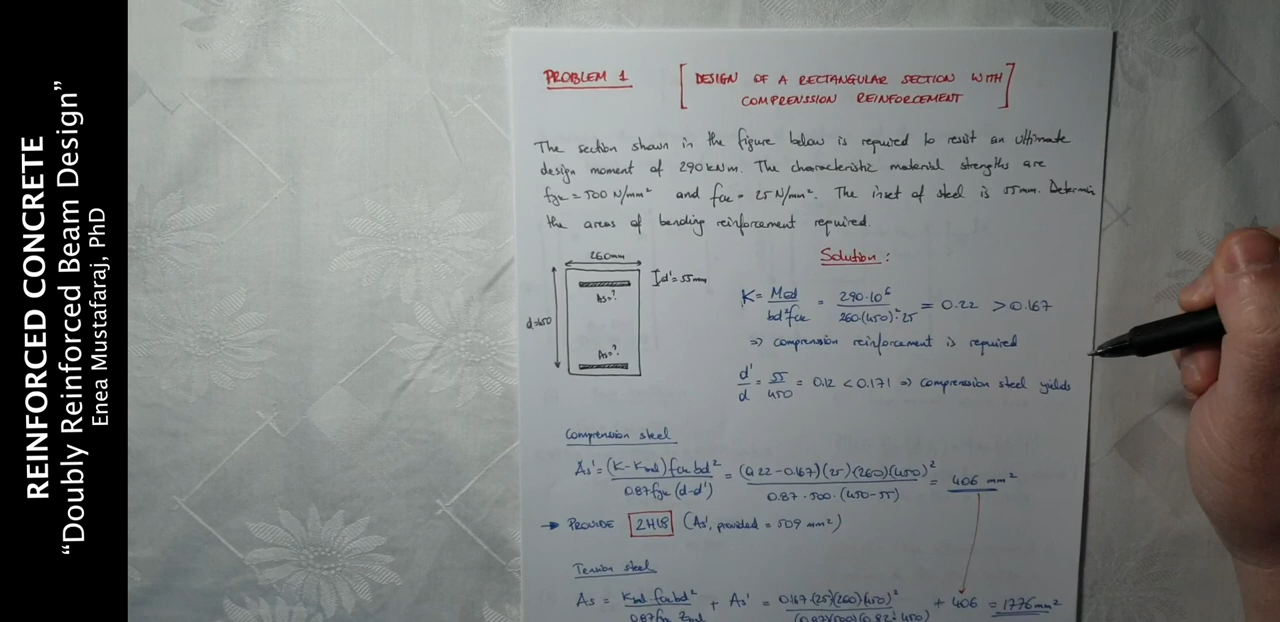 REINFORCED CONCRETE
“Doubly Reinforced Beam Design”
Enea Mustafaraj, PhD
PROBLEM 1
[DESIGN OF A RECTANGULAR SECTION WITH
COMPRENSSION REINFORCEMENT]
The section shown in the figure below is required to resist an ultimate
design moment of 290 kNm. The characteristic material strengths are
fyk = 500 N/mm² and fck = 25 N/mm². The inset of steel is 55mm. Determin
the areas of bending reinforcement required.
260mm
d'=55mm
As'=?
d=450
As=?
Solution:
K = Med / bd²fck = 290·10⁶ / 260·(450)²·25 = 0.22 > 0.167
⇒ compression reinforcement is required
d'/d = 55/450 = 0.12 < 0.171 ⇒ compression steel yields
Compression steel
As' = (K-Kbal)fck bd² / 0.87fyk(d-d') = (0.22-0.167)(25)(260)(450)² / 0.87·500·(450-55) = 406 mm²
→ PROVIDE 2H18 (As', provided = 509 mm²)
Tension steel
As = Kbal·fck bd² / 0.87fyk Zbal + As' = 0.167·(25)(260)(450)² / (0.87)(500)(0.82·450) + 406 = 1776mm²